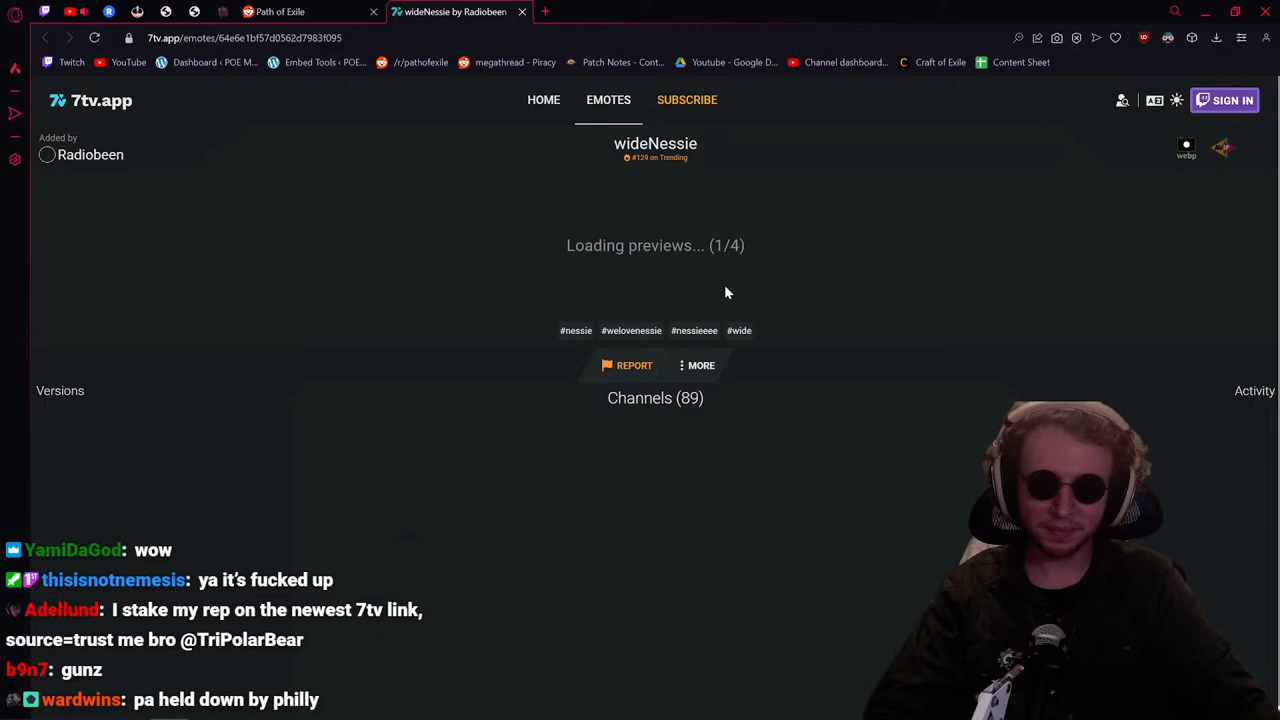 Path of Exile
wideNessie by Radiobeen
7tv.app/emotes/64e6e1bf57d0562d7983f095
Twitch YouTube Dashboard ‹ POE M... Embed Tools ‹ POE... /r/pathofexile megathread - Piracy Patch Notes - Cont... Youtube - Google D... Channel dashboard... Craft of Exile Content Sheet
7tv.app HOME EMOTES SUBSCRIBE SIGN IN
Added by
Radiobeen
wideNessie
#129 on Trending
webp
Loading previews... (1/4)
#nessie #welovenessie #nessieeee #wide
REPORT MORE
Versions
Channels (89)
Activity
YamiDaGod: wow
thisisnotnemesis: ya it's fucked up
Adellund: I stake my rep on the newest 7tv link,
source=trust me bro @TriPolarBear
b9n7: gunz
wardwins: pa held down by philly